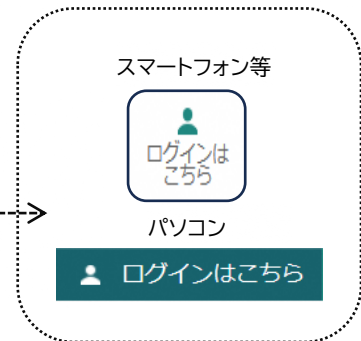 スマートフォン等
ログインは
こちら
パソコン
ログインはこちら